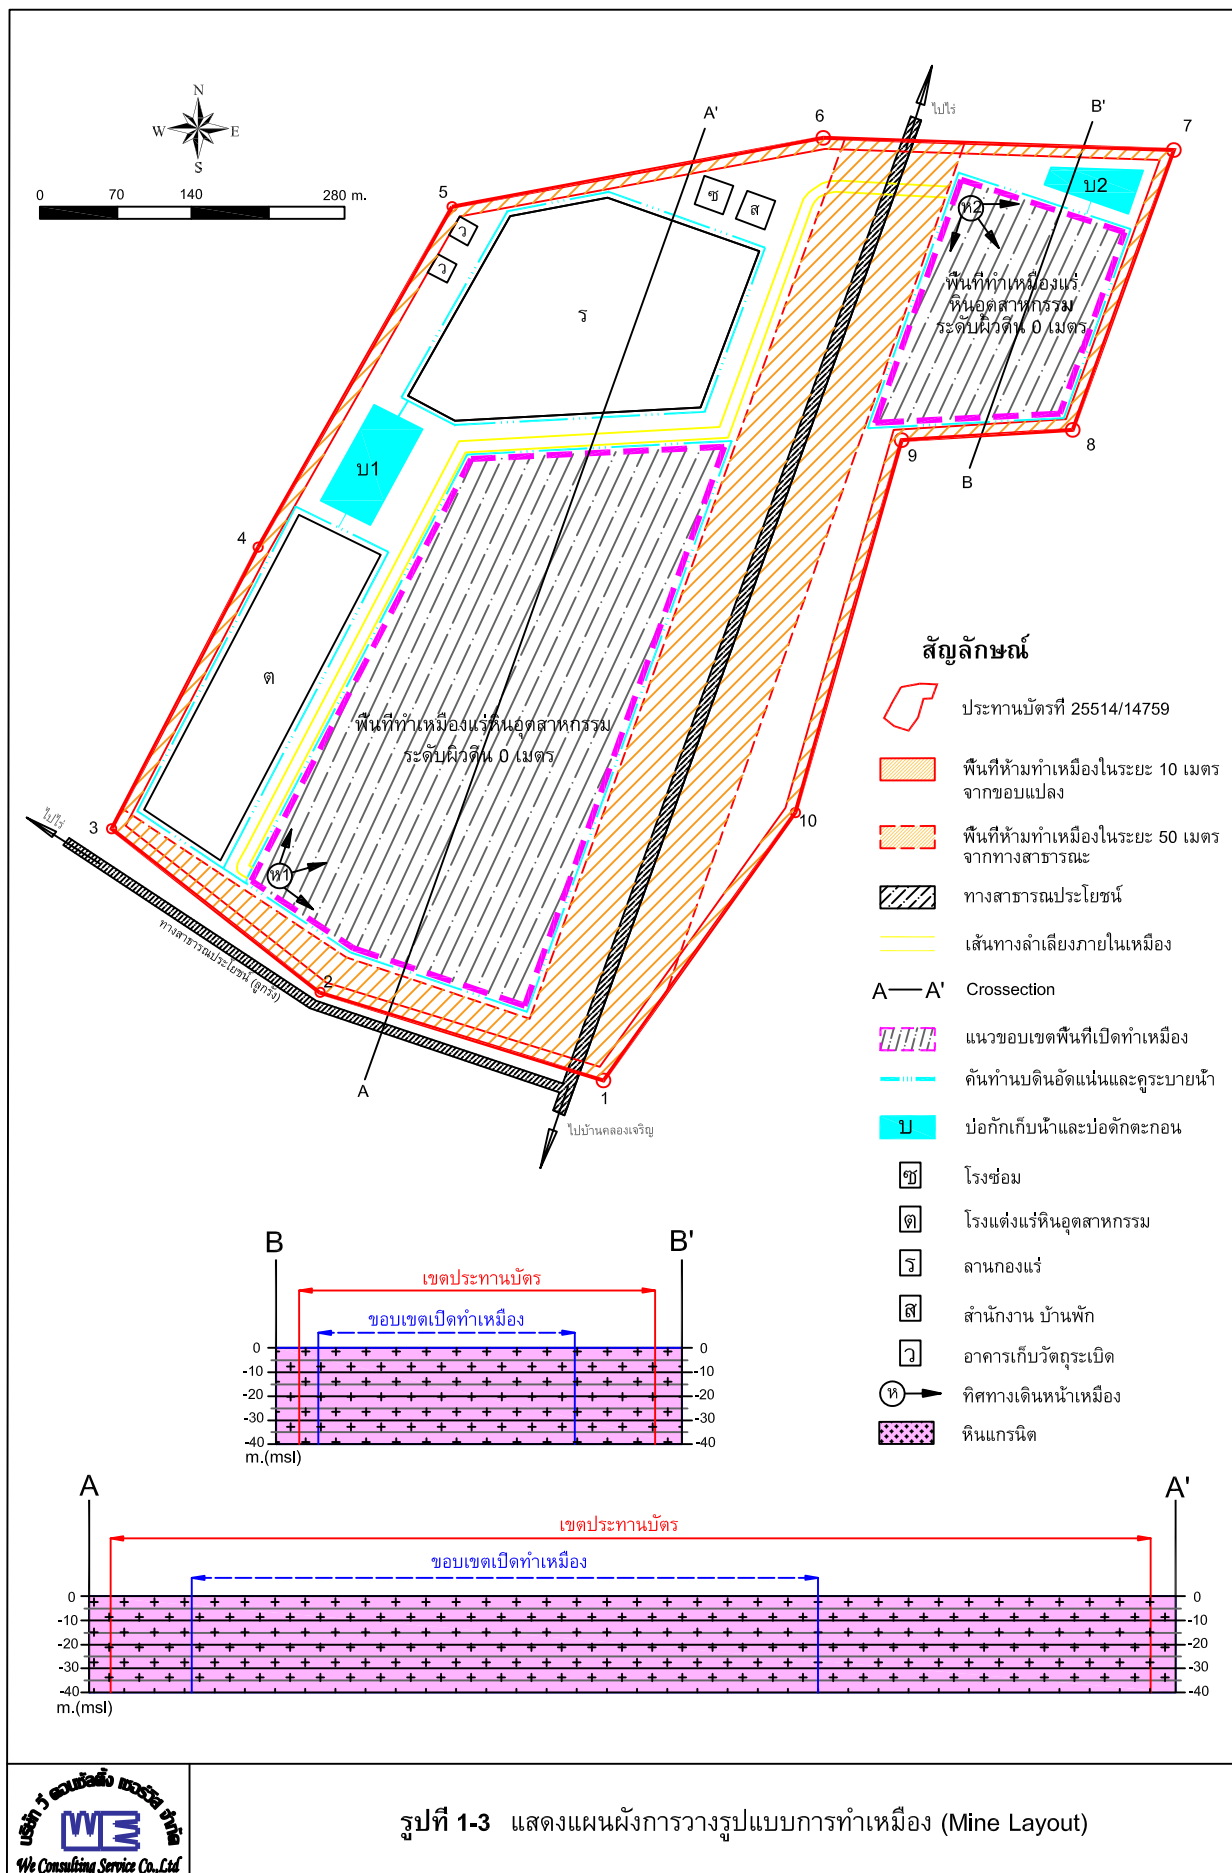 N
W E
S
0 70 140 280 m.
A'
6
ไปไร่
B'
7
5
ซ
ส
บ2
ว
ว
ห2
พื้นที่ทำเหมืองแร่
หินอุตสาหกรรม
ระดับผิวดิน 0 เมตร
ร
บ1
9
8
B
4
ต
พื้นที่ทำเหมืองแร่หินอุตสาหกรรม
ระดับผิวดิน 0 เมตร
ไปไร่
3
10
ห1
ทางสาธารณประโยชน์ (ลูกรัง)
2
A
1
ไปบ้านคลองเจริญ
สัญลักษณ์
ประทานบัตรที่ 25514/14759
พื้นที่ห้ามทำเหมืองในระยะ 10 เมตร
จากขอบแปลง
พื้นที่ห้ามทำเหมืองในระยะ 50 เมตร
จากทางสาธารณะ
ทางสาธารณประโยชน์
เส้นทางลำเลียงภายในเหมือง
A A' Crossection
แนวขอบเขตพื้นที่เปิดทำเหมือง
คันทำนบดินอัดแน่นและคูระบายน้ำ
บ บ่อกักเก็บน้ำและบ่อดักตะกอน
ซ โรงซ่อม
ต โรงแต่งแร่หินอุตสาหกรรม
ร ลานกองแร่
ส สำนักงาน บ้านพัก
ว อาคารเก็บวัตถุระเบิด
ห ทิศทางเดินหน้าเหมือง
หินแกรนิต
B B'
เขตประทานบัตร
ขอบเขตเปิดทำเหมือง
0 0
-10 -10
-20 -20
-30 -30
-40 -40
m.(msl)
A A'
เขตประทานบัตร
ขอบเขตเปิดทำเหมือง
0 0
-10 -10
-20 -20
-30 -30
-40 -40
m.(msl)
บริษัท วี คอนซัลติ้ง เซอร์วิส จำกัด
We Consulting Service Co.,Ltd
รูปที่ 1-3 แสดงแผนผังการวางรูปแบบการทำเหมือง (Mine Layout)